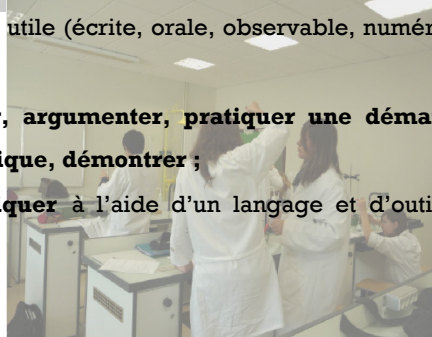 utile (écrite, orale, observable, numér
, argumenter, pratiquer une déma
ique, démontrer ;
quer à l'aide d'un langage et d'outi